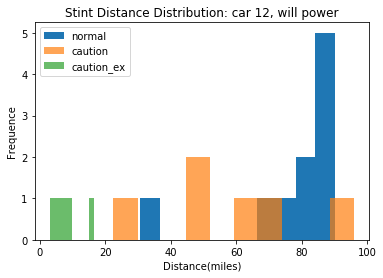 Stint Distance Distribution: car 12, will power
normal
caution
caution_ex
5
4
3
2
1
0
Frequence
0 20 40 60 80 100
Distance(miles)